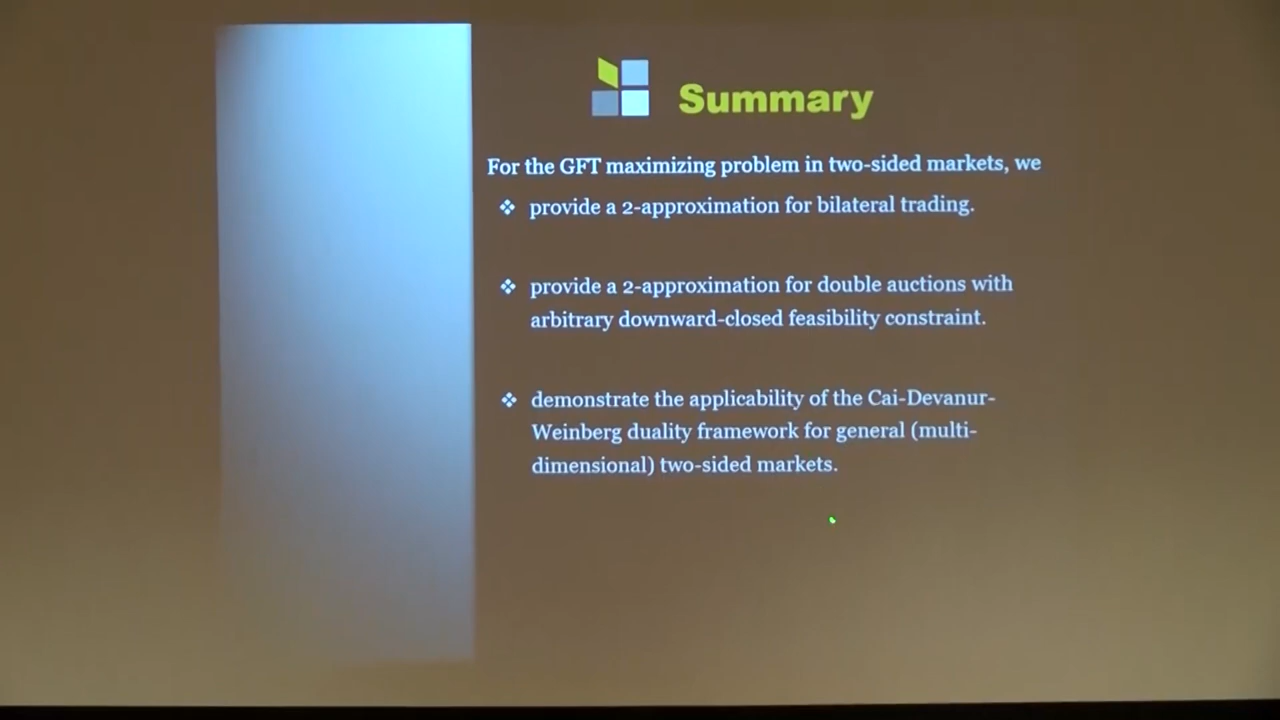 Summary
For the GFT maximizing problem in two-sided markets, we
❖ provide a 2-approximation for bilateral trading.
❖ provide a 2-approximation for double auctions with
arbitrary downward-closed feasibility constraint.
❖ demonstrate the applicability of the Cai-Devanur-
Weinberg duality framework for general (multi-
dimensional) two-sided markets.